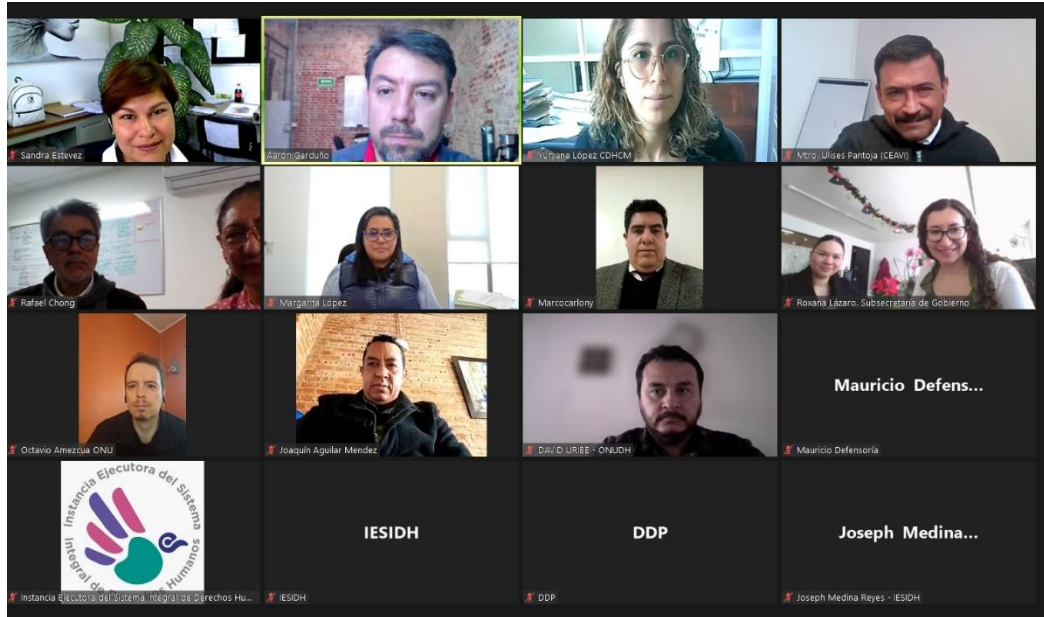 Sandra Estevez
Aarón Garduño
Yuryana López CDHCM
Mtro. Ulises Pantoja (CEAVI)
Rafael Chong
Margarita López
Marcocarlony
Roxana Lázaro. Subsecretaría de Gobierno
Octavio Amezcua ONU
Joaquín Aguilar Mendez
DAVID URIBE - ONUDH
Mauricio Defens...
Mauricio Defensoría
Instancia Ejecutora del Sistema
Integral de Derechos Humanos
Instancia Ejecutora del Sistema Integral de Derechos Hu...
IESIDH
IESIDH
DDP
DDP
Joseph Medina...
Joseph Medina Reyes - IESIDH